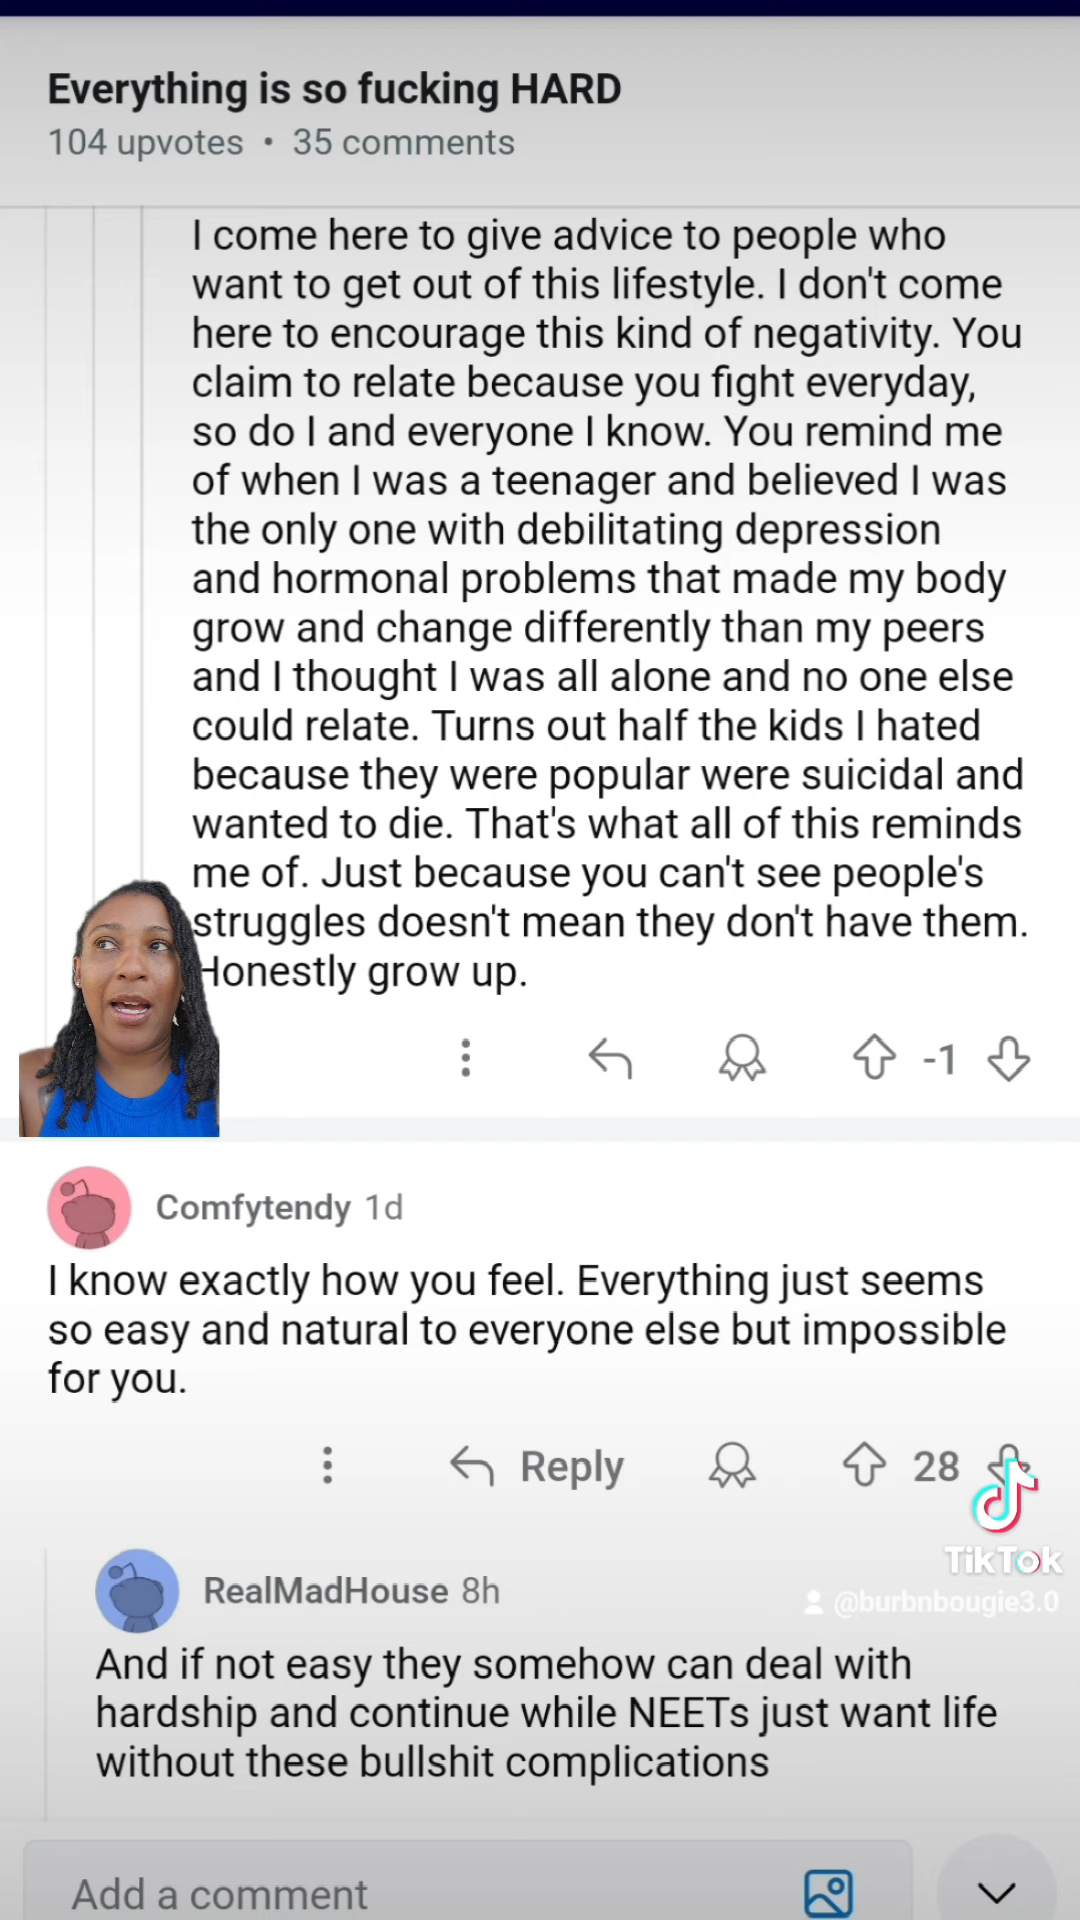 Everything is so fucking HARD
104 upvotes • 35 comments
I come here to give advice to people who
want to get out of this lifestyle. I don't come
here to encourage this kind of negativity. You
claim to relate because you fight everyday,
so do I and everyone I know. You remind me
of when I was a teenager and believed I was
the only one with debilitating depression
and hormonal problems that made my body
grow and change differently than my peers
and I thought I was all alone and no one else
could relate. Turns out half the kids I hated
because they were popular were suicidal and
wanted to die. That's what all of this reminds
me of. Just because you can't see people's
struggles doesn't mean they don't have them.
Honestly grow up.
-1
Comfytendy 1d
I know exactly how you feel. Everything just seems
so easy and natural to everyone else but impossible
for you.
Reply 28
TikTok
@burbnbougie3.0
RealMadHouse 8h
And if not easy they somehow can deal with
hardship and continue while NEETs just want life
without these bullshit complications
Add a comment